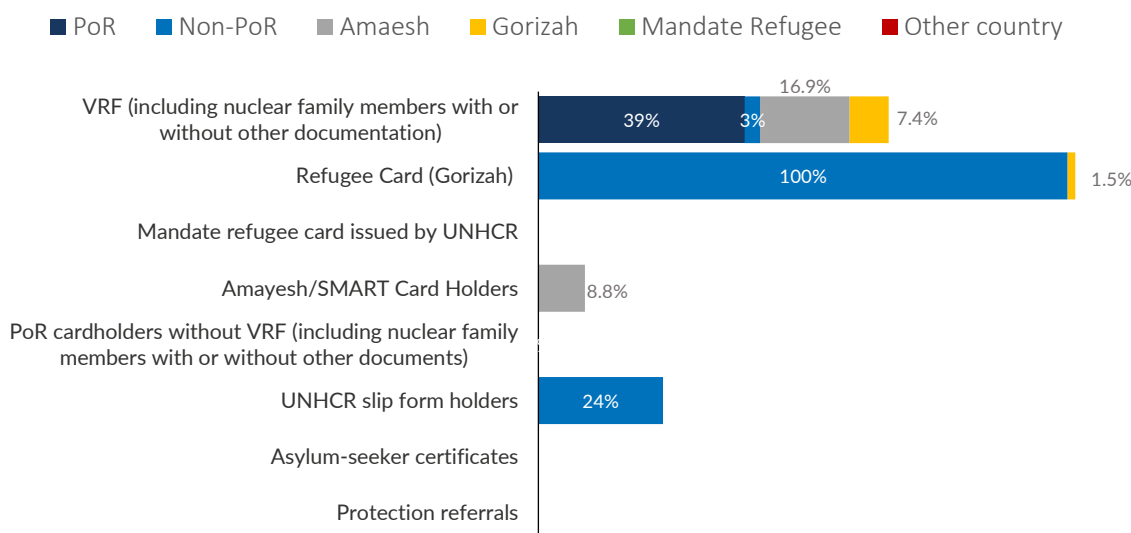 PoR Non-PoR Amaesh Gorizah Mandate Refugee Other country
16.9%
VRF (including nuclear family members with or
without other documentation)
39% 3% 7.4%
Refugee Card (Gorizah) 100% 1.5%
Mandate refugee card issued by UNHCR
Amayesh/SMART Card Holders 8.8%
PoR cardholders without VRF (including nuclear family
members with or without other documents)
UNHCR slip form holders 24%
Asylum-seeker certificates
Protection referrals